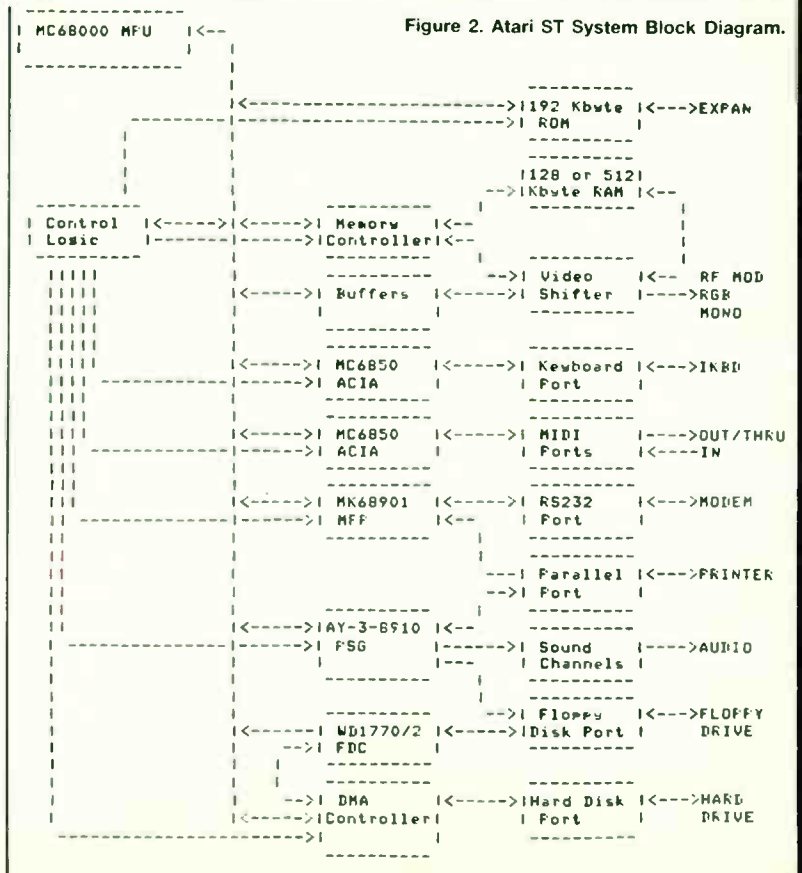 Figure 2. Atari ST System Block Diagram.
MC68000 MPU
192 Kbyte
ROM
EXPAN
128 or 512
Kbyte RAM
Control
Logic
Memory
Controller
Buffers
Video
Shifter
RF MOD
RGB
MONO
MC6850
ACIA
Keyboard
Port
IKBD
MC6850
ACIA
MIDI
Ports
OUT/THRU
IN
MK68901
MFP
RS232
Port
MODEM
Parallel
Port
PRINTER
AY-3-8910
PSG
Sound
Channels
AUDIO
Floppy
Disk Port
FLOPPY
DRIVE
WD1770/2
FDC
DMA
Controller
Hard Disk
Port
HARD
DRIVE